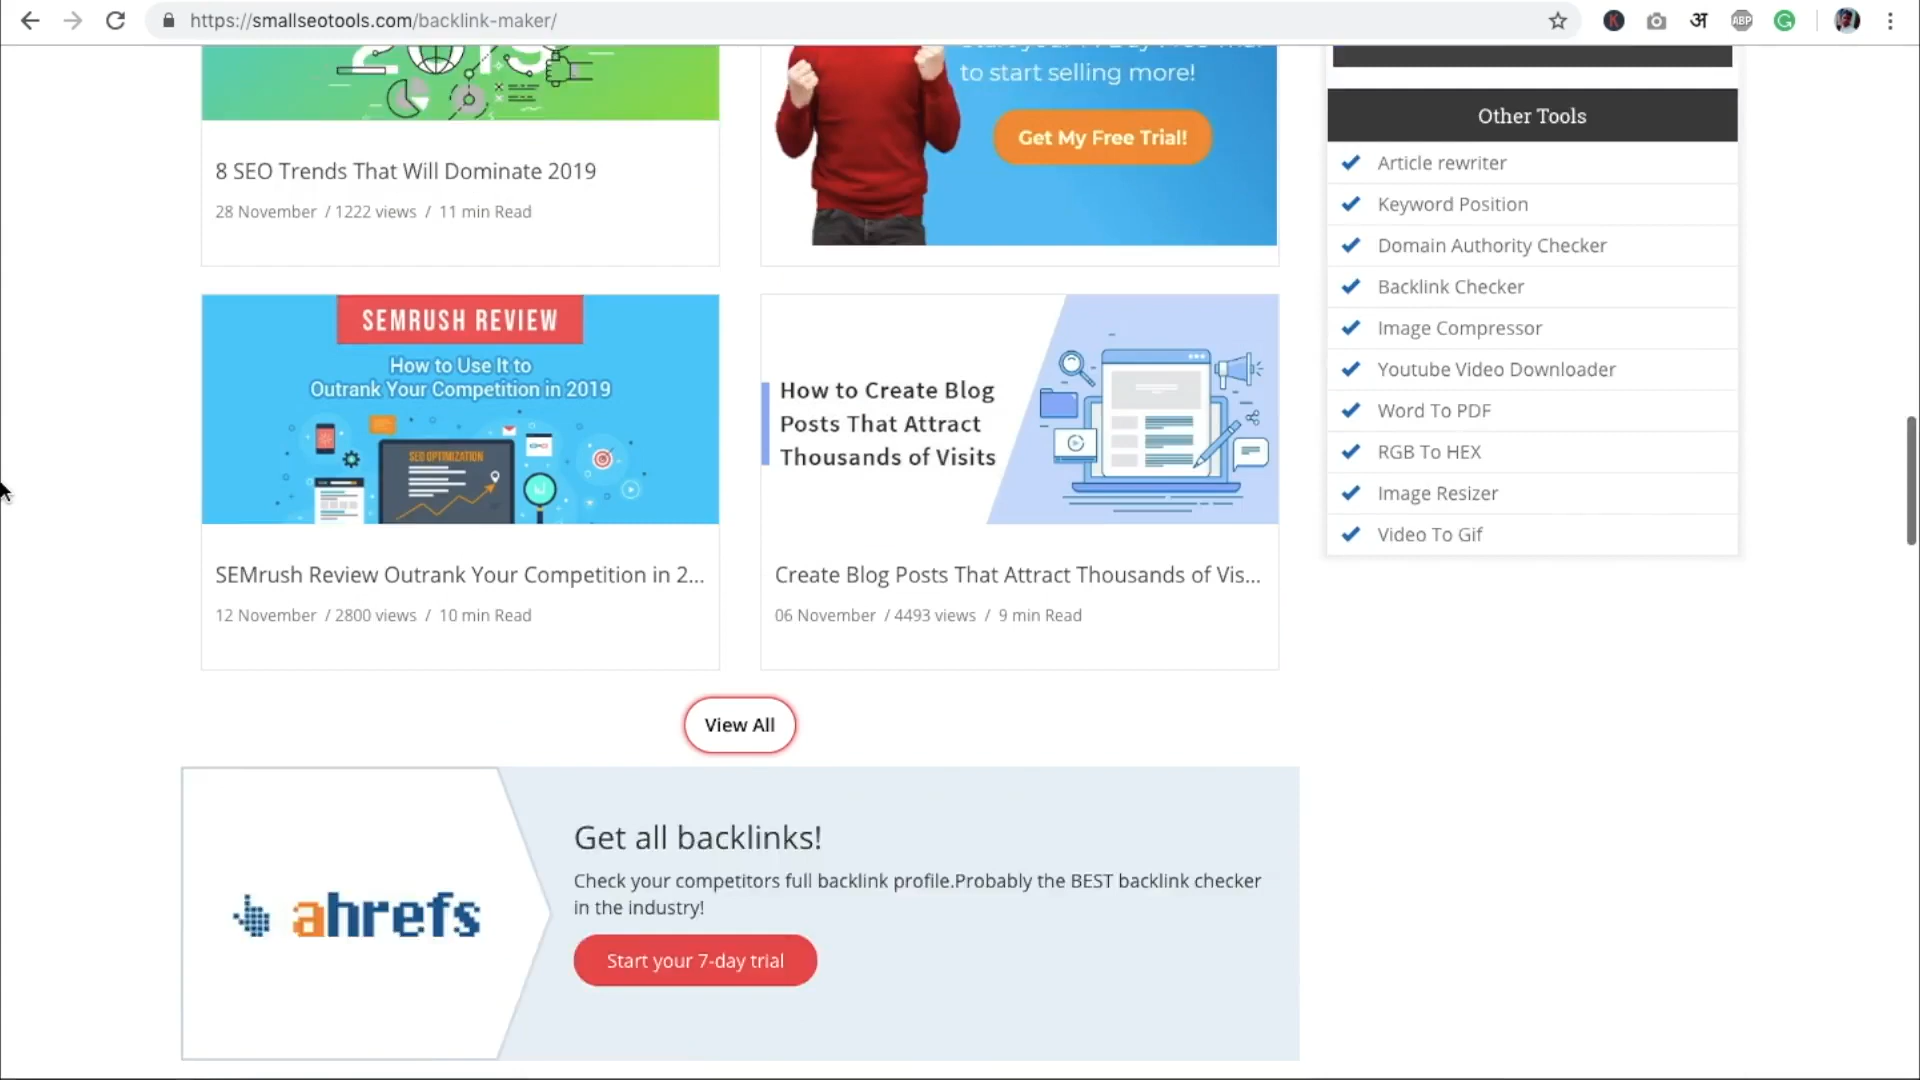 https://smallseotools.com/backlink-maker/
ABP
to start selling more!
Get My Free Trial!
8 SEO Trends That Will Dominate 2019
28 November / 1222 views / 11 min Read
SEMRUSH REVIEW
How to Use It to
Outrank Your Competition in 2019
SEO OPTIMIZATION
SEMrush Review Outrank Your Competition in 2...
12 November / 2800 views / 10 min Read
How to Create Blog
Posts That Attract
Thousands of Visits
Create Blog Posts That Attract Thousands of Vis...
06 November / 4493 views / 9 min Read
View All
ahrefs
Get all backlinks!
Check your competitors full backlink profile.Probably the BEST backlink checker
in the industry!
Start your 7-day trial
Other Tools
Article rewriter
Keyword Position
Domain Authority Checker
Backlink Checker
Image Compressor
Youtube Video Downloader
Word To PDF
RGB To HEX
Image Resizer
Video To Gif